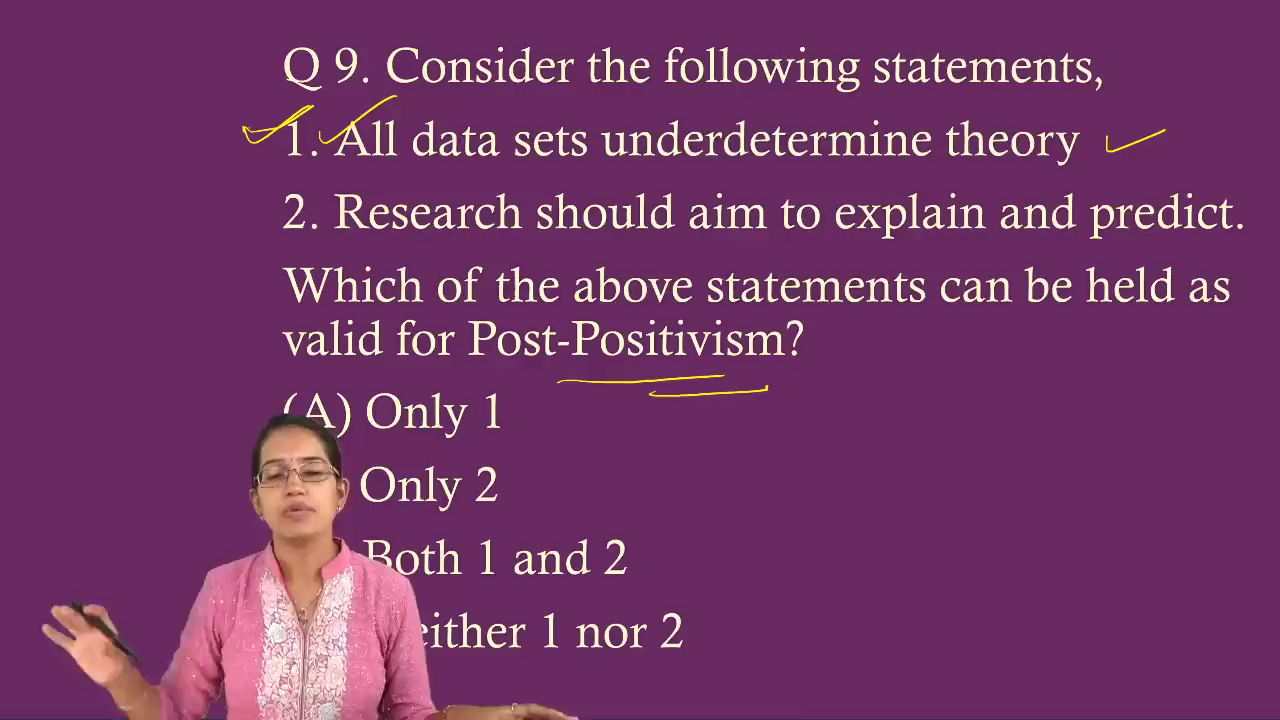 Q 9. Consider the following statements,
1. All data sets underdetermine theory
2. Research should aim to explain and predict.
Which of the above statements can be held as
valid for Post-Positivism?
(A) Only 1
Only 2
Both 1 and 2
either 1 nor 2